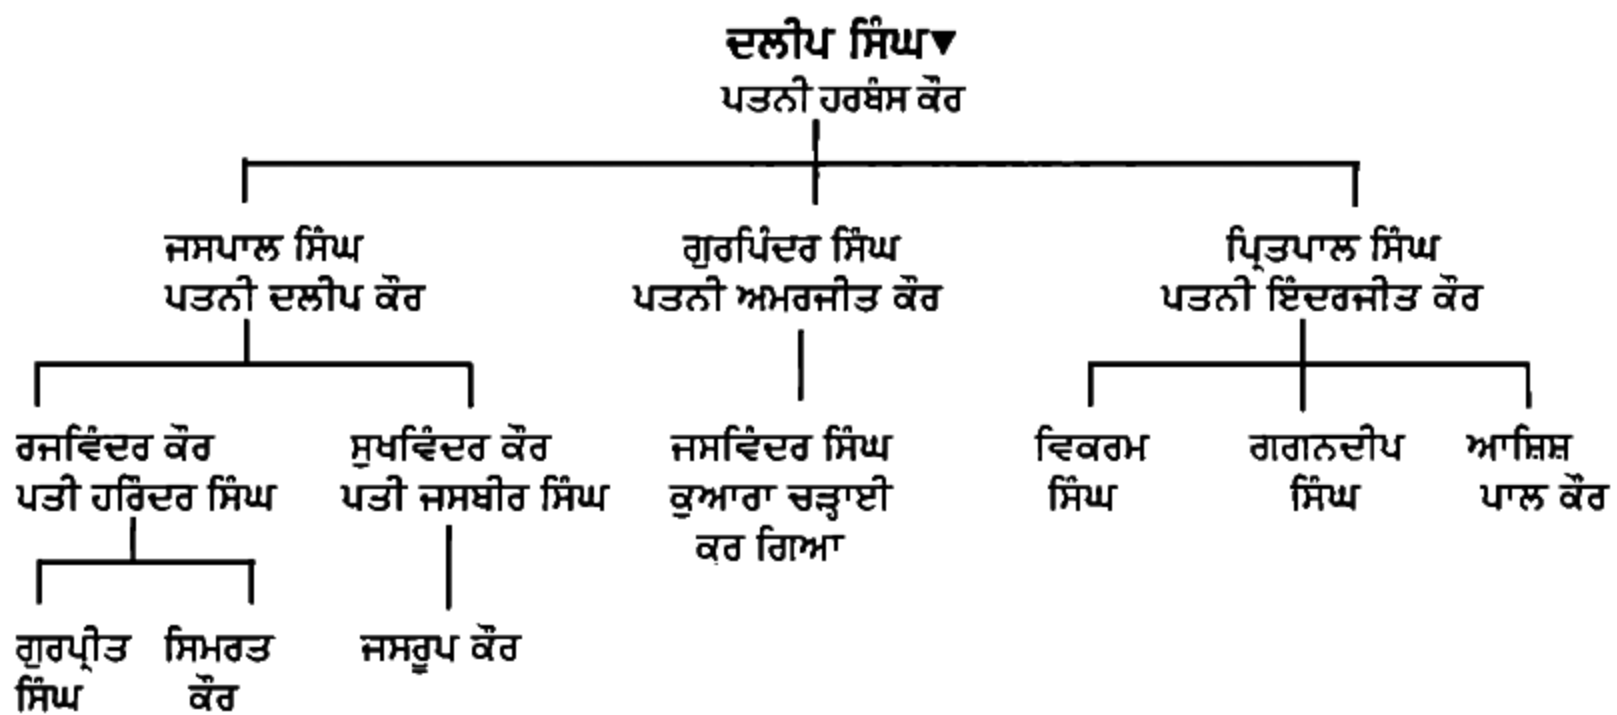 ਦਲੀਪ ਸਿੰਘ▼
ਪਤਨੀ ਹਰਬੰਸ ਕੌਰ
ਜਸਪਾਲ ਸਿੰਘ
ਪਤਨੀ ਦਲੀਪ ਕੌਰ
ਗੁਰਪਿੰਦਰ ਸਿੰਘ
ਪਤਨੀ ਅਮਰਜੀਤ ਕੌਰ
ਪ੍ਰਿਤਪਾਲ ਸਿੰਘ
ਪਤਨੀ ਇੰਦਰਜੀਤ ਕੌਰ
ਰਜਵਿੰਦਰ ਕੌਰ
ਪਤੀ ਹਰਿੰਦਰ ਸਿੰਘ
ਸੁਖਵਿੰਦਰ ਕੌਰ
ਪਤੀ ਜਸਬੀਰ ਸਿੰਘ
ਜਸਵਿੰਦਰ ਸਿੰਘ
ਕੁਆਰਾ ਚੜ੍ਹਾਈ
ਕਰ ਗਿਆ
ਵਿਕਰਮ
ਸਿੰਘ
ਗਗਨਦੀਪ
ਸਿੰਘ
ਆਸ਼ਿਸ਼
ਪਾਲ ਕੌਰ
ਗੁਰਪ੍ਰੀਤ
ਸਿੰਘ
ਸਿਮਰਤ
ਕੌਰ
ਜਸਰੂਪ ਕੌਰ